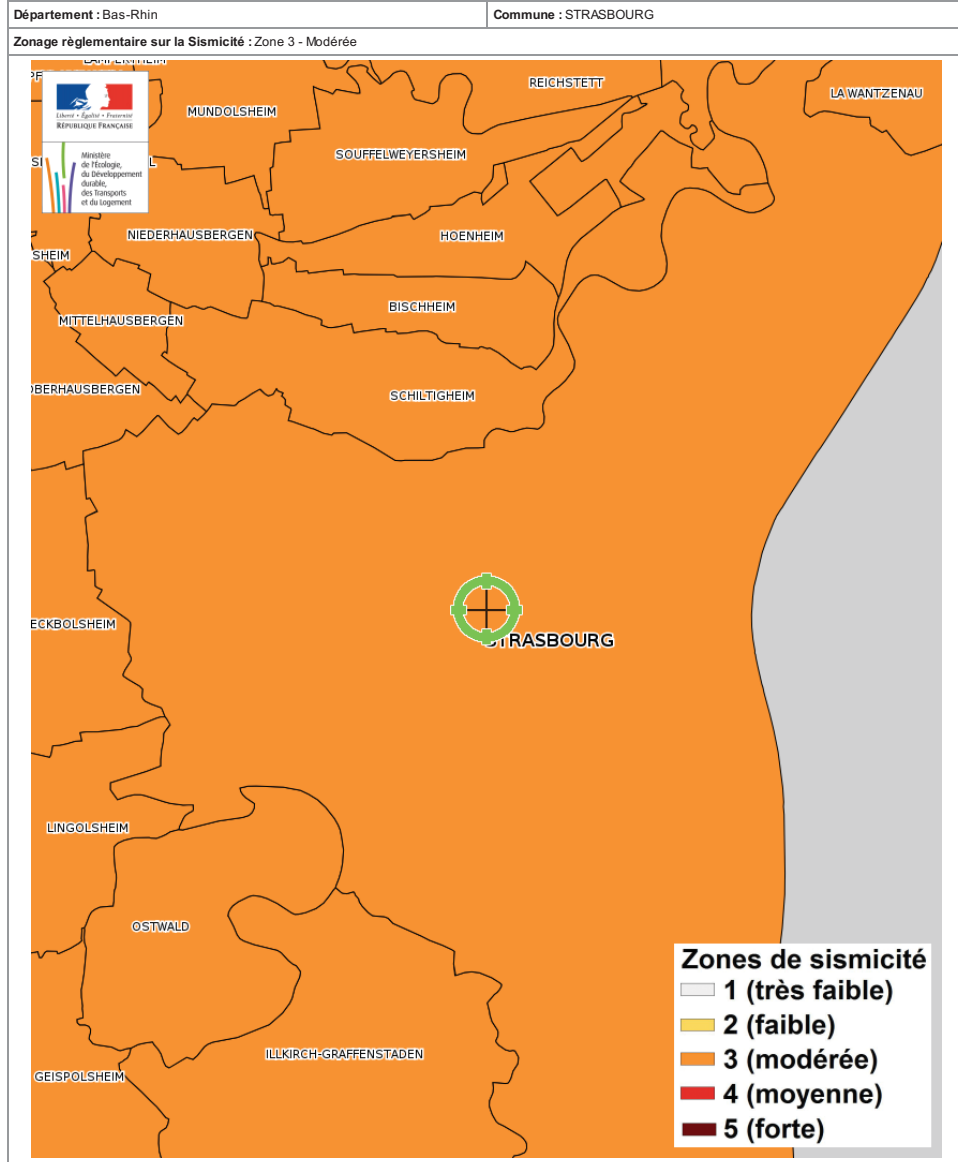 Département : Bas-Rhin
Commune : STRASBOURG
Zonage règlementaire sur la Sismicité : Zone 3 - Modérée
REICHSTETT
LA WANTZENAU
MUNDOLSHEIM
Liberté • Égalité • Fraternité
RÉPUBLIQUE FRANÇAISE
SOUFFELWEYERSHEIM
Ministère
de l'Écologie,
du Développement
durable,
des Transports
et du Logement
NIEDERHAUSBERGEN
HOENHEIM
SHEIM
BISCHHEIM
MITTELHAUSBERGEN
OBERHAUSBERGEN
SCHILTIGHEIM
ECKBOLSHEIM
STRASBOURG
LINGOLSHEIM
OSTWALD
ILLKIRCH-GRAFFENSTADEN
GEISPOLSHEIM
Zones de sismicité
1 (très faible)
2 (faible)
3 (modérée)
4 (moyenne)
5 (forte)